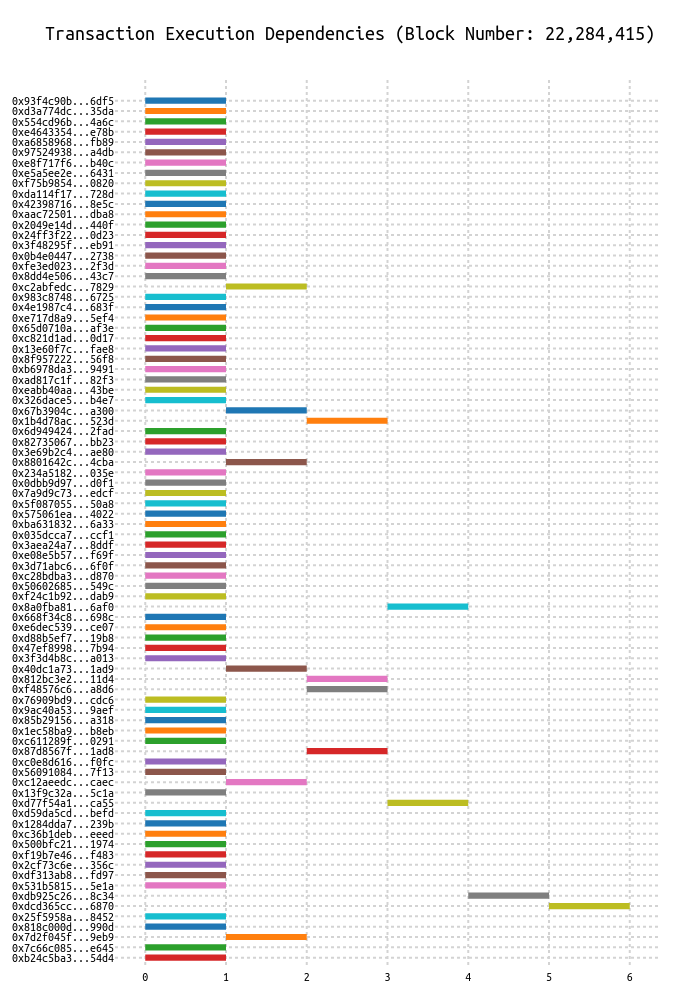 Transaction Execution Dependencies (Block Number: 22,284,415)
0x93f4c90b...6df5
0xd3a774dc...35da
0x554cd96b...4a6c
0xe4643354...e78b
0xa6858968...fb89
0x97524938...a4db
0xe8f717f6...b40c
0xe5a5ee2e...6431
0xf75b9854...0820
0xda114f17...728d
0x42398716...8e5c
0xaac72501...dba8
0x2049e14d...440f
0x24ff3f22...0d23
0x3f48295f...eb91
0x0b4e0447...2738
0xfe3ed023...2f3d
0x8dd4e506...43c7
0xc2abfedc...7829
0x983c8748...6725
0x4e1987c4...683f
0xe717d8a9...5ef4
0x65d0710a...af3e
0xc821d1ad...0d17
0x13e60f7c...fae8
0x8f957222...56f8
0xb6978da3...9491
0xad817c1f...82f3
0xeabb40aa...43be
0x326dace5...b4e7
0x67b3904c...a300
0x1b4d78ac...523d
0x6d949424...2fad
0x82735067...bb23
0x3e69b2c4...ae80
0x8801642c...4cba
0x234a5182...035e
0x0dbb9d97...d0f1
0x7a9d9c73...edcf
0x5f087055...50a8
0x575061ea...4022
0xba631832...6a33
0x035dcca7...ccf1
0x3aea24a7...8ddf
0xe08e5b57...f69f
0x3d71abc6...6f0f
0xc28bdba3...d870
0x50602685...549c
0xf24c1b92...dab9
0x8a0fba81...6af0
0x668f34c8...698c
0xe6dec539...ce07
0xd88b5ef7...19b8
0x47ef8998...7b94
0x3f3d4b8c...a013
0x40dc1a73...1ad9
0x812bc3e2...11d4
0xf48576c6...a8d6
0x76909bd9...cdc6
0x9ac40a53...9aef
0x85b29156...a318
0x1ec58ba9...b8eb
0xc611289f...0291
0x87d8567f...1ad8
0xc0e8d616...f0fc
0x56091084...7f13
0xc12aeedc...caec
0x13f9c32a...5c1a
0xd77f54a1...ca55
0xd59da5cd...befd
0x1284dda7...239b
0xc36b1deb...eeed
0x500bfc21...1974
0xf19b7e46...f483
0x2cf73c6e...356c
0xdf313ab8...fd97
0x531b5815...5e1a
0xdb925c26...8c34
0xdcd365cc...6870
0x25f5958a...8452
0x818c000d...990d
0x7d2f045f...9eb9
0x7c66c085...e645
0xb24c5ba3...54d4
0 1 2 3 4 5 6